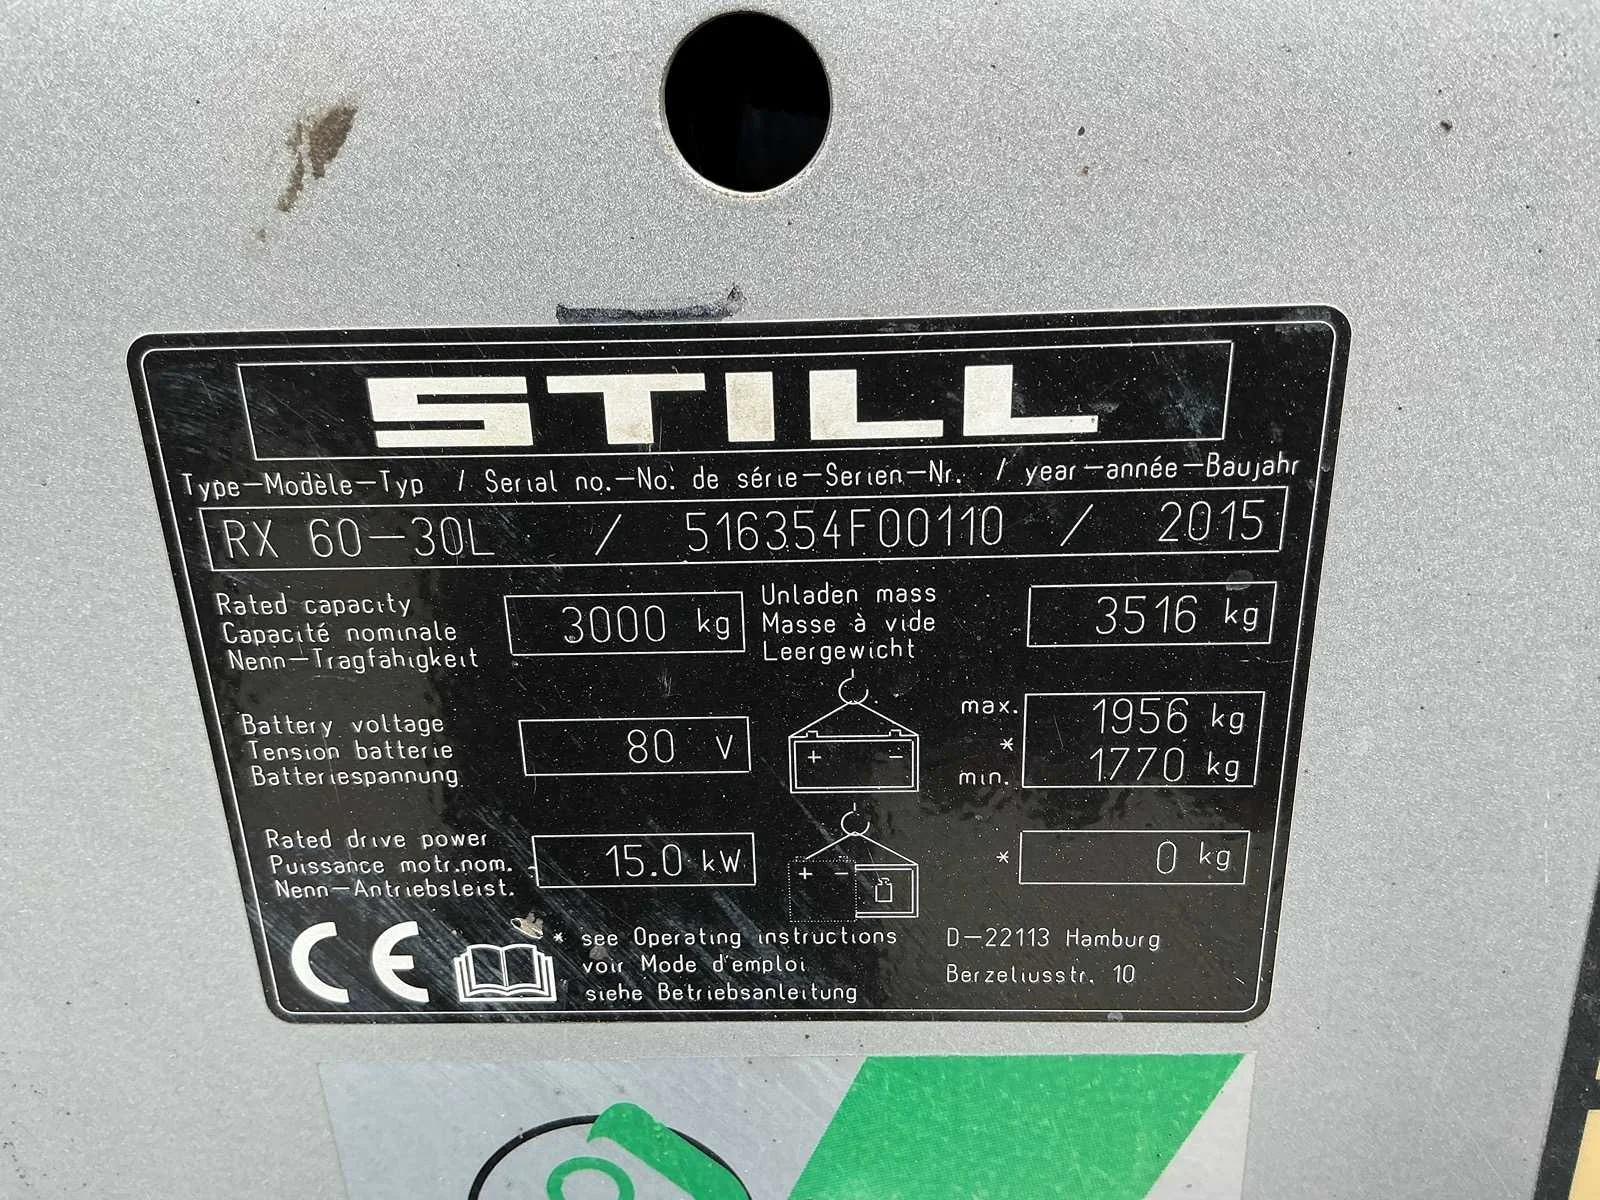 STILL
Type-Modèle-Typ / Serial no.-No. de série-Serien-Nr. / year-année-Baujahr
RX 60-30L / 516354F00110 / 2015
Rated capacity
Capacité nominale
Nenn-Tragfähigkeit
3000 kg
Unladen mass
Masse à vide
Leergewicht
3516 kg
Battery voltage
Tension batterie
Batteriespannung
80 V
+ -
max.
*
min.
1956 kg
1770 kg
Rated drive power
Puissance motr.nom.
Nenn-Antriebsleist.
15.0 kW
+ -
* 0 kg
CE
* see Operating instructions
voir Mode d'emploi
siehe Betriebsanleitung
D-22113 Hamburg
Berzeliusstr. 10